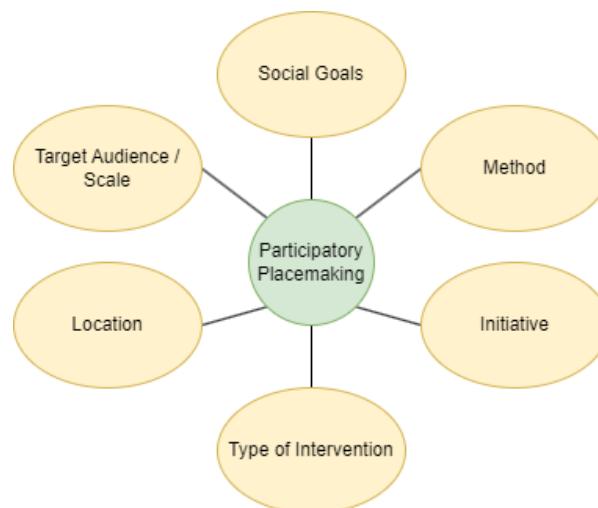 Social Goals
Target Audience /
Scale
Method
Participatory
Placemaking
Location
Initiative
Type of Intervention